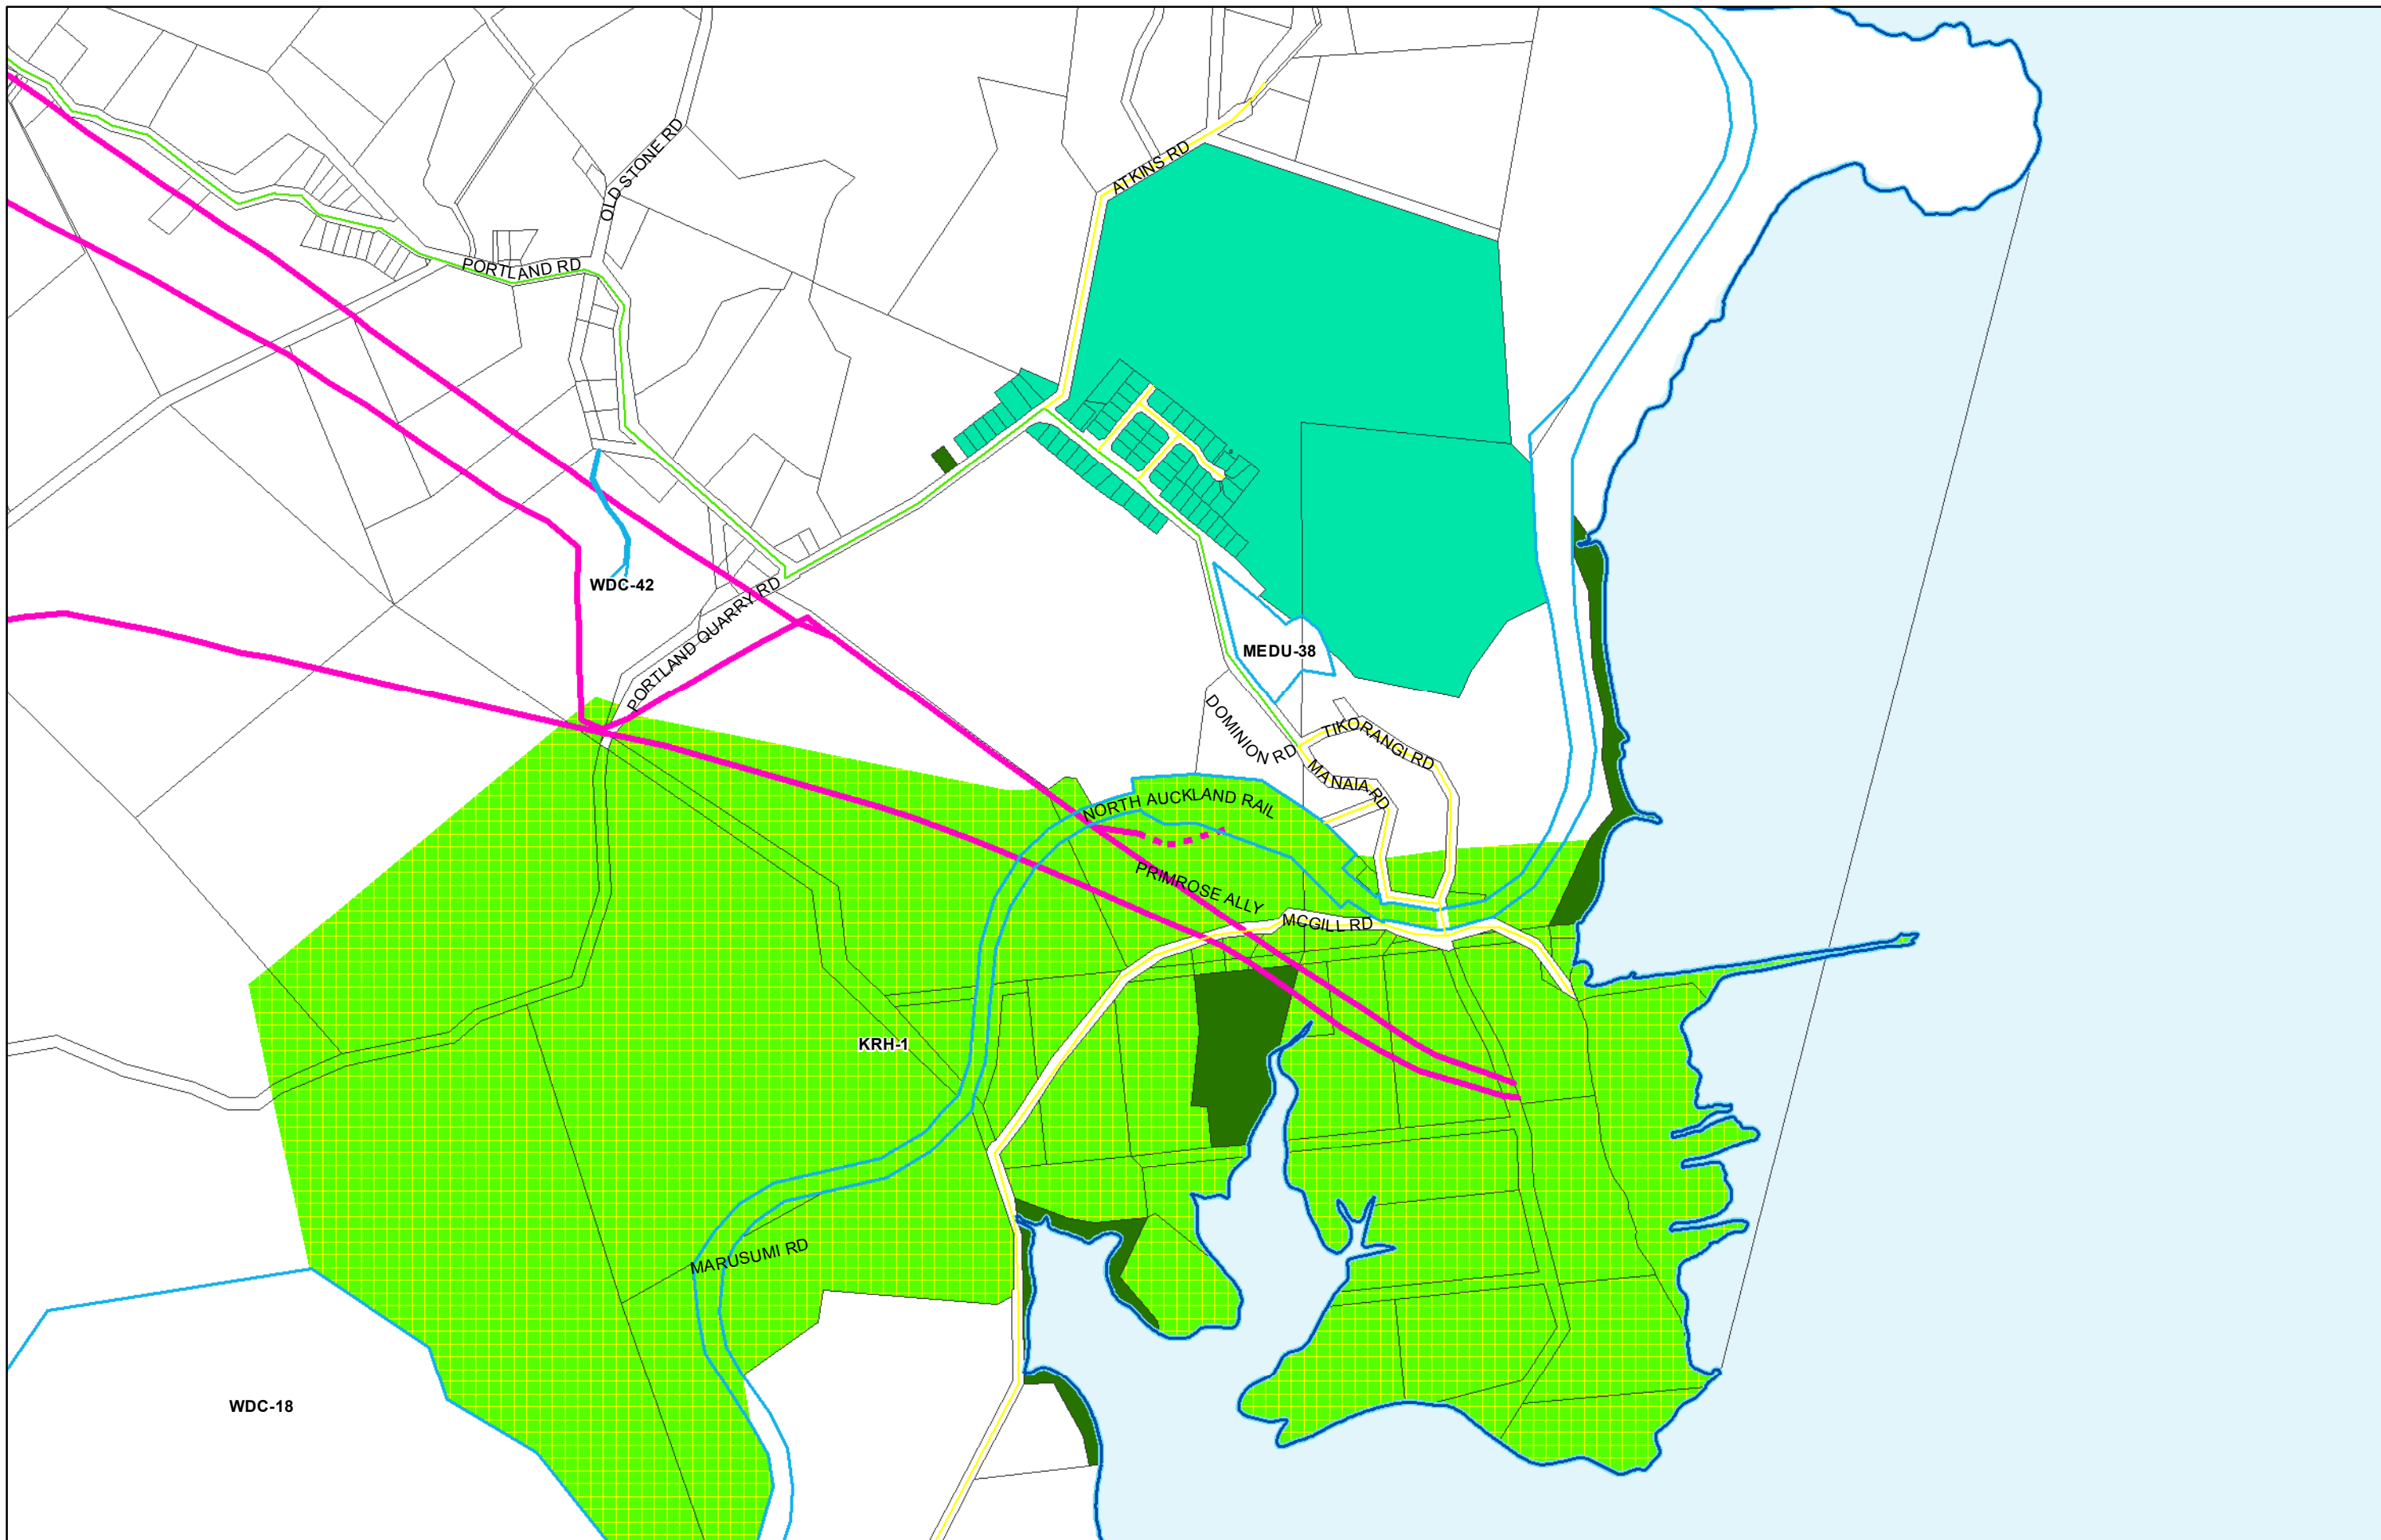 OLD STONE RD
ATKINS RD
PORTLAND RD
WDC-42
PORTLAND QUARRY RD
MEDU-38
DOMINION RD
TIKORANGI RD
MANAIA RD
NORTH AUCKLAND RAIL
PRIMROSE ALLY
MCGILL RD
KRH-1
MARUSUMI RD
WDC-18